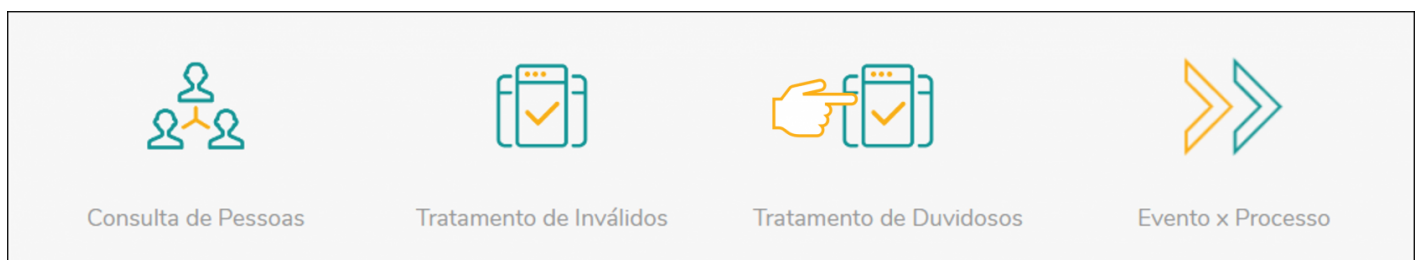 Consulta de Pessoas
Tratamento de Inválidos
Tratamento de Duvidosos
Evento x Processo